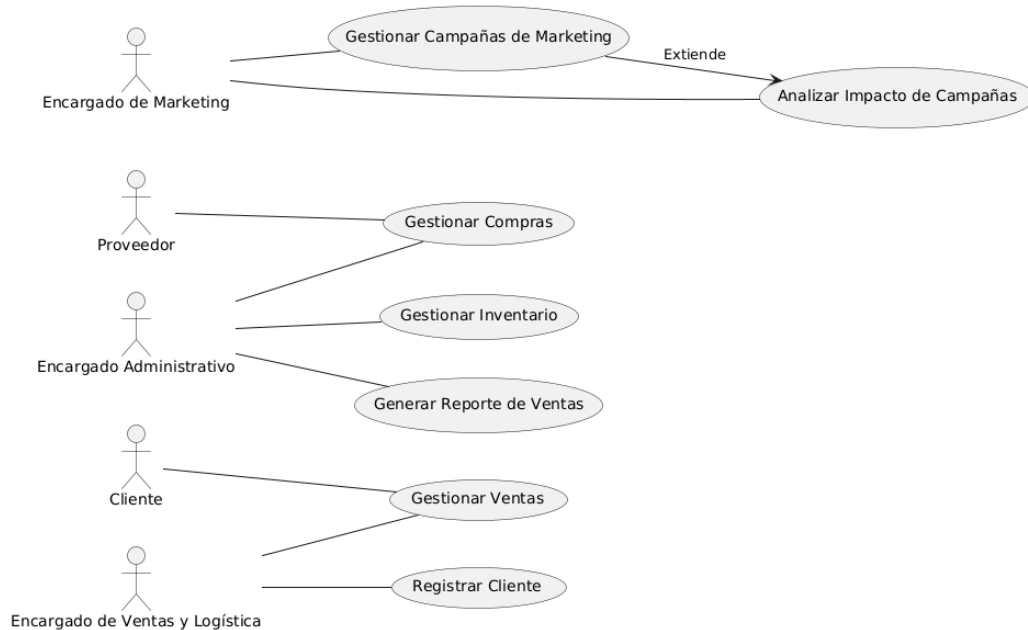 Gestionar Campañas de Marketing
Extiende
Encargado de Marketing
Analizar Impacto de Campañas
Proveedor
Gestionar Compras
Gestionar Inventario
Encargado Administrativo
Generar Reporte de Ventas
Cliente
Gestionar Ventas
Registrar Cliente
Encargado de Ventas y Logística